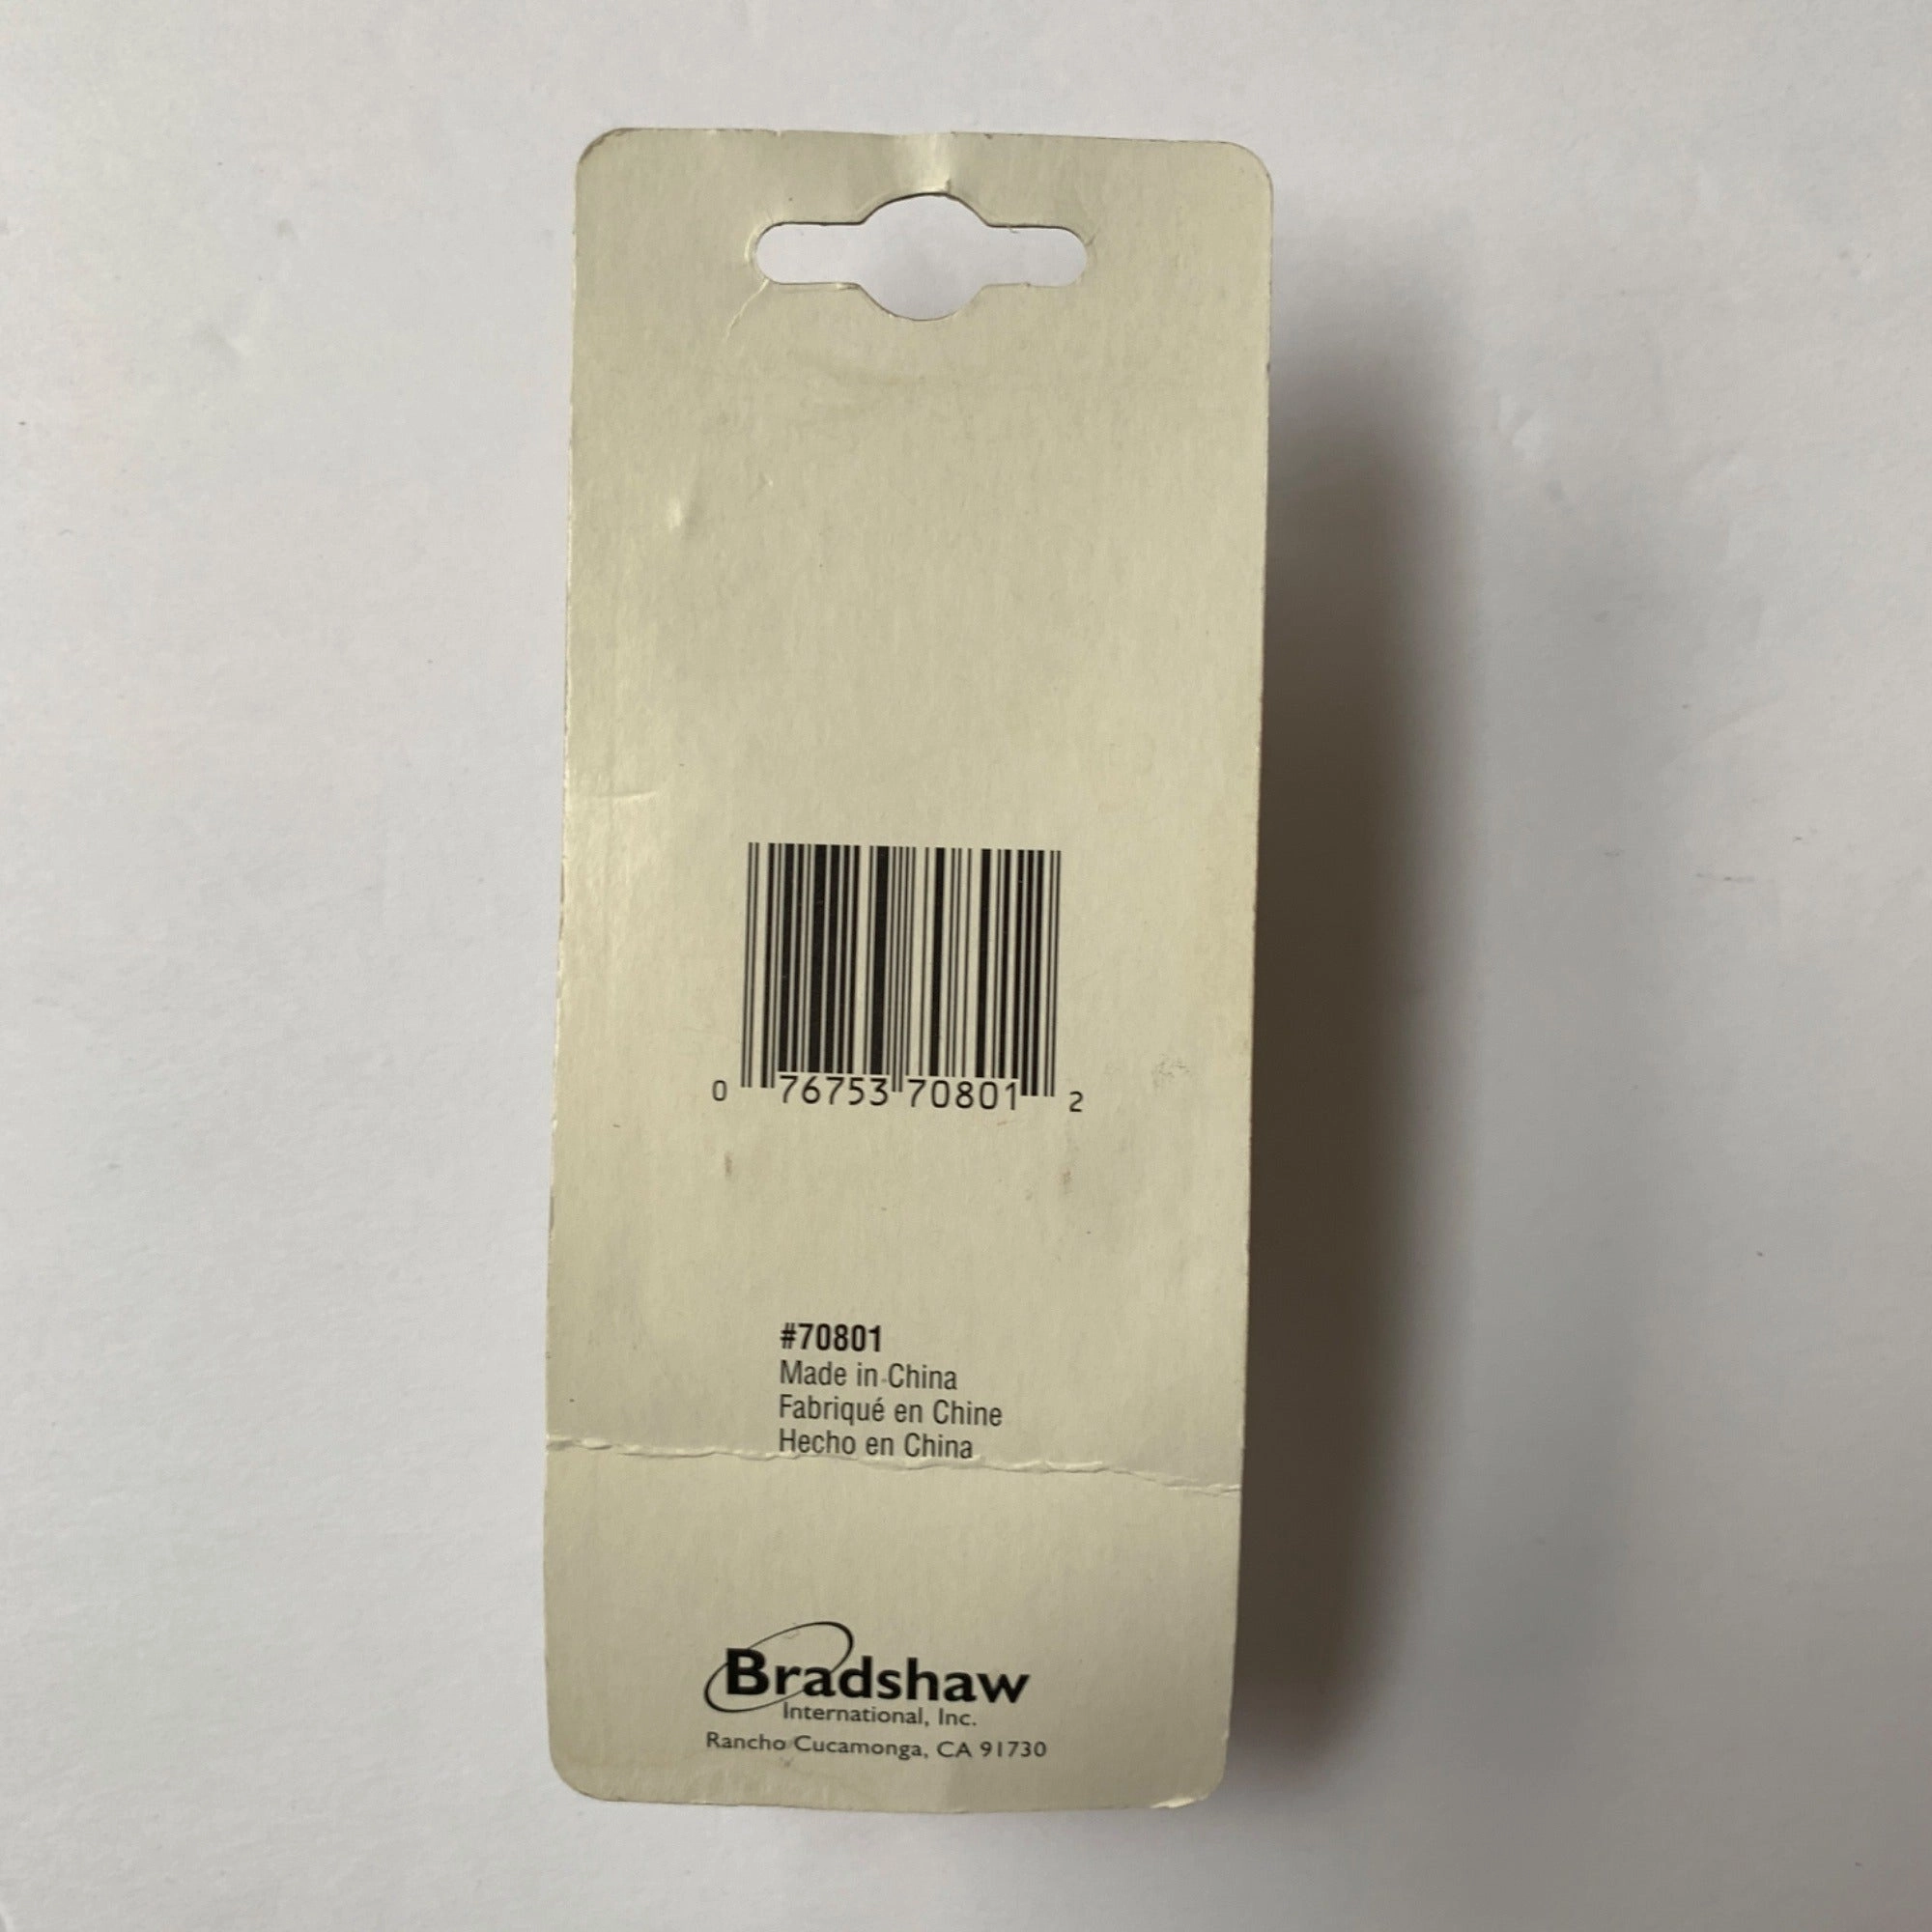 0 76753 70801 2
#70801
Made in China
Fabriqué en Chine
Hecho en China
Bradshaw
International, Inc.
Rancho Cucamonga, CA 91730